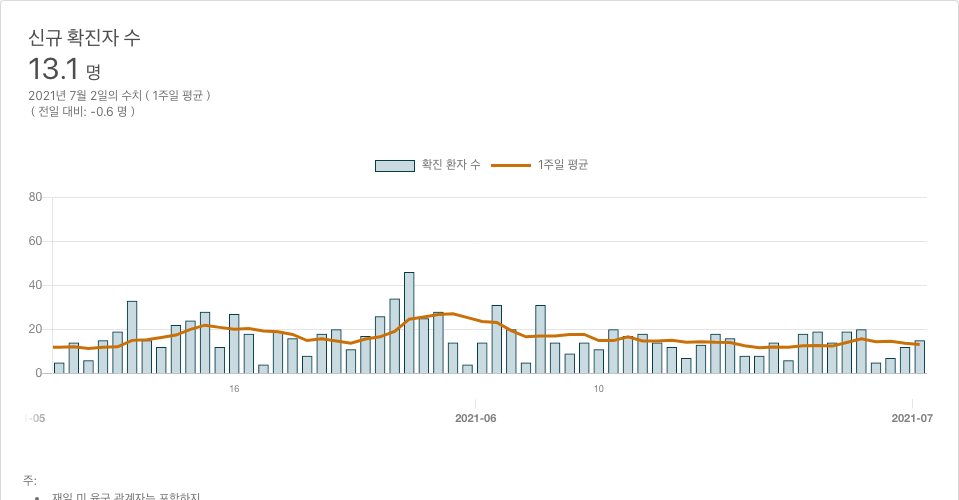 신규 확진자 수
13.1 명
2021년 7월 2일의 수치 ( 1주일 평균 )
( 전일 대비: -0.6 명 )
확진 환자 수 1주일 평균
80
60
40
20
0
16 10
-05 2021-06 2021-07
주:
• 재일 미 육군 관계자는 포함하지